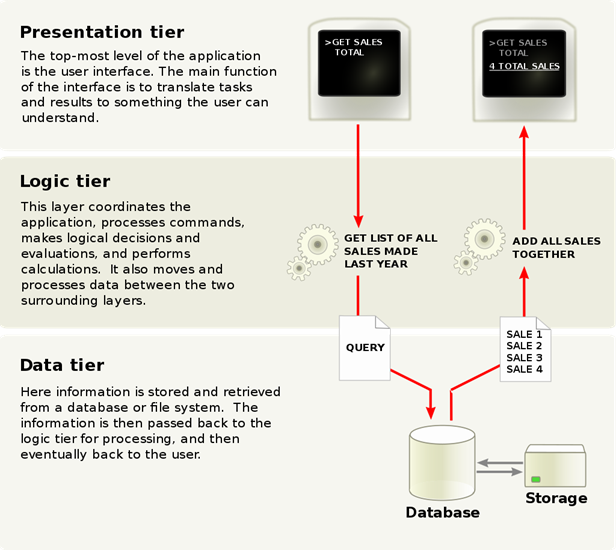 Presentation tier
The top-most level of the application
is the user interface. The main function
of the interface is to translate tasks
and results to something the user can
understand.
>GET SALES
TOTAL
>GET SALES
TOTAL
4 TOTAL SALES
Logic tier
This layer coordinates the
application, processes commands,
makes logical decisions and
evaluations, and performs
calculations. It also moves and
processes data between the two
surrounding layers.
GET LIST OF ALL
SALES MADE
LAST YEAR
ADD ALL SALES
TOGETHER
Data tier
Here information is stored and retrieved
from a database or file system. The
information is then passed back to the
logic tier for processing, and then
eventually back to the user.
QUERY
SALE 1
SALE 2
SALE 3
SALE 4
Database
Storage